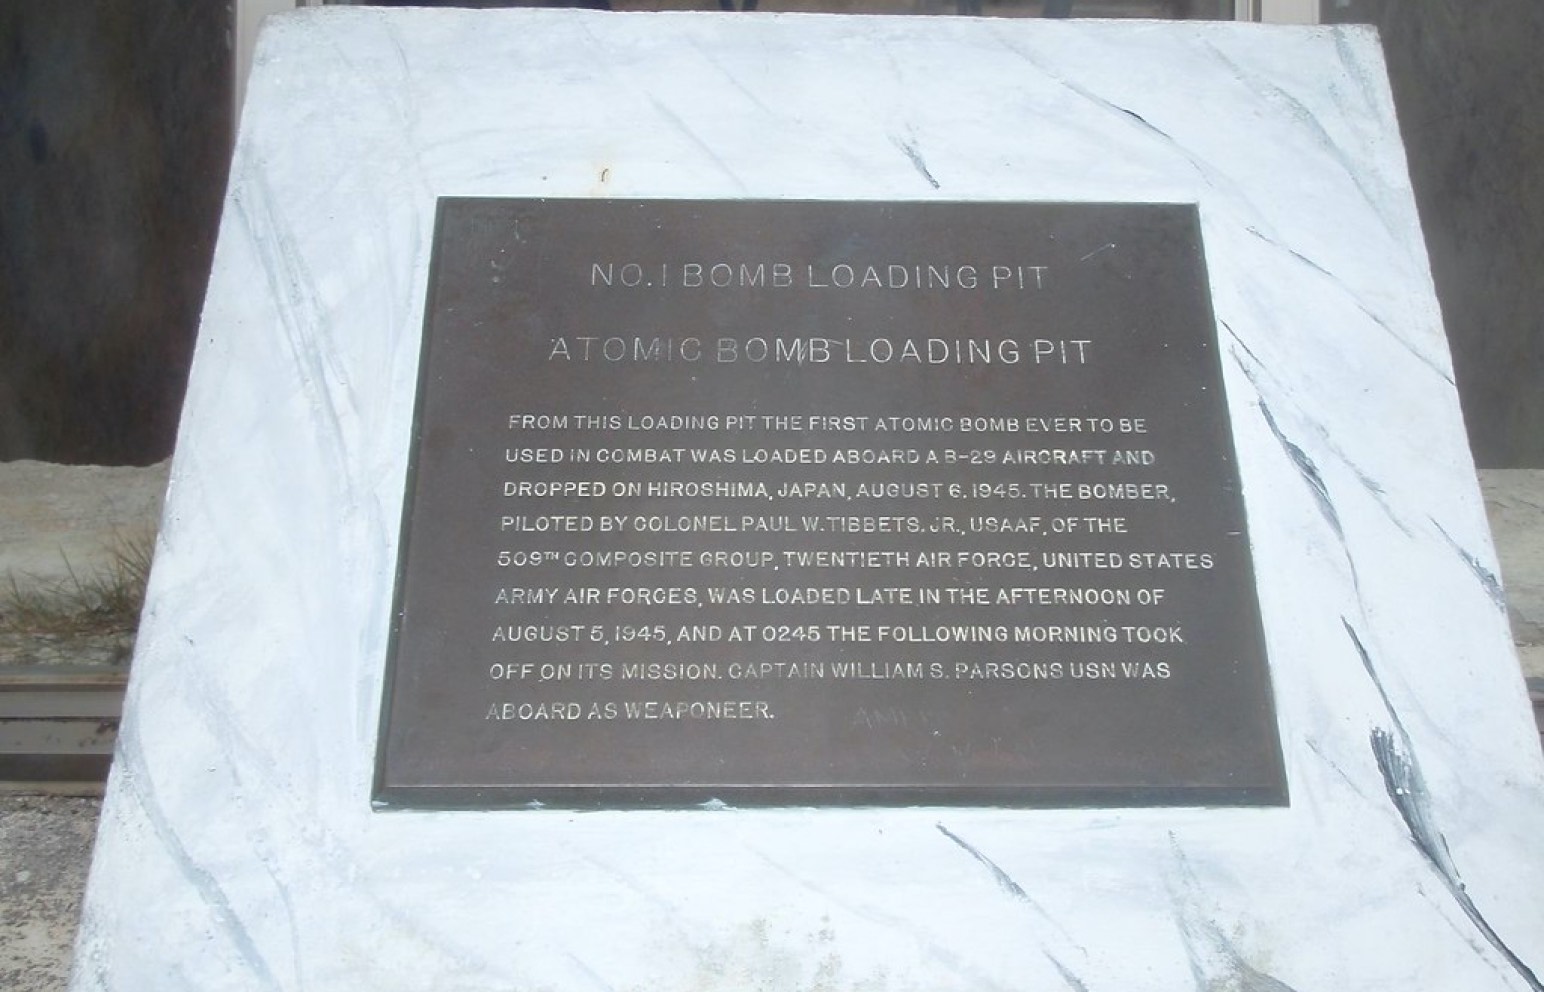 NO.1 BOMB LOADING PIT
ATOMIC BOMB LOADING PIT
FROM THIS LOADING PIT THE FIRST ATOMIC BOMB EVER TO BE
USED IN COMBAT WAS LOADED ABOARD A B-29 AIRCRAFT AND
DROPPED ON HIROSHIMA, JAPAN, AUGUST 6, 1945. THE BOMBER,
PILOTED BY COLONEL PAUL W. TIBBETS, JR., USAAF, OF THE
509TH COMPOSITE GROUP, TWENTIETH AIR FORCE, UNITED STATES
ARMY AIR FORCES, WAS LOADED LATE IN THE AFTERNOON OF
AUGUST 5, 1945, AND AT 0245 THE FOLLOWING MORNING TOOK
OFF ON ITS MISSION. CAPTAIN WILLIAM S. PARSONS USN WAS
ABOARD AS WEAPONEER.